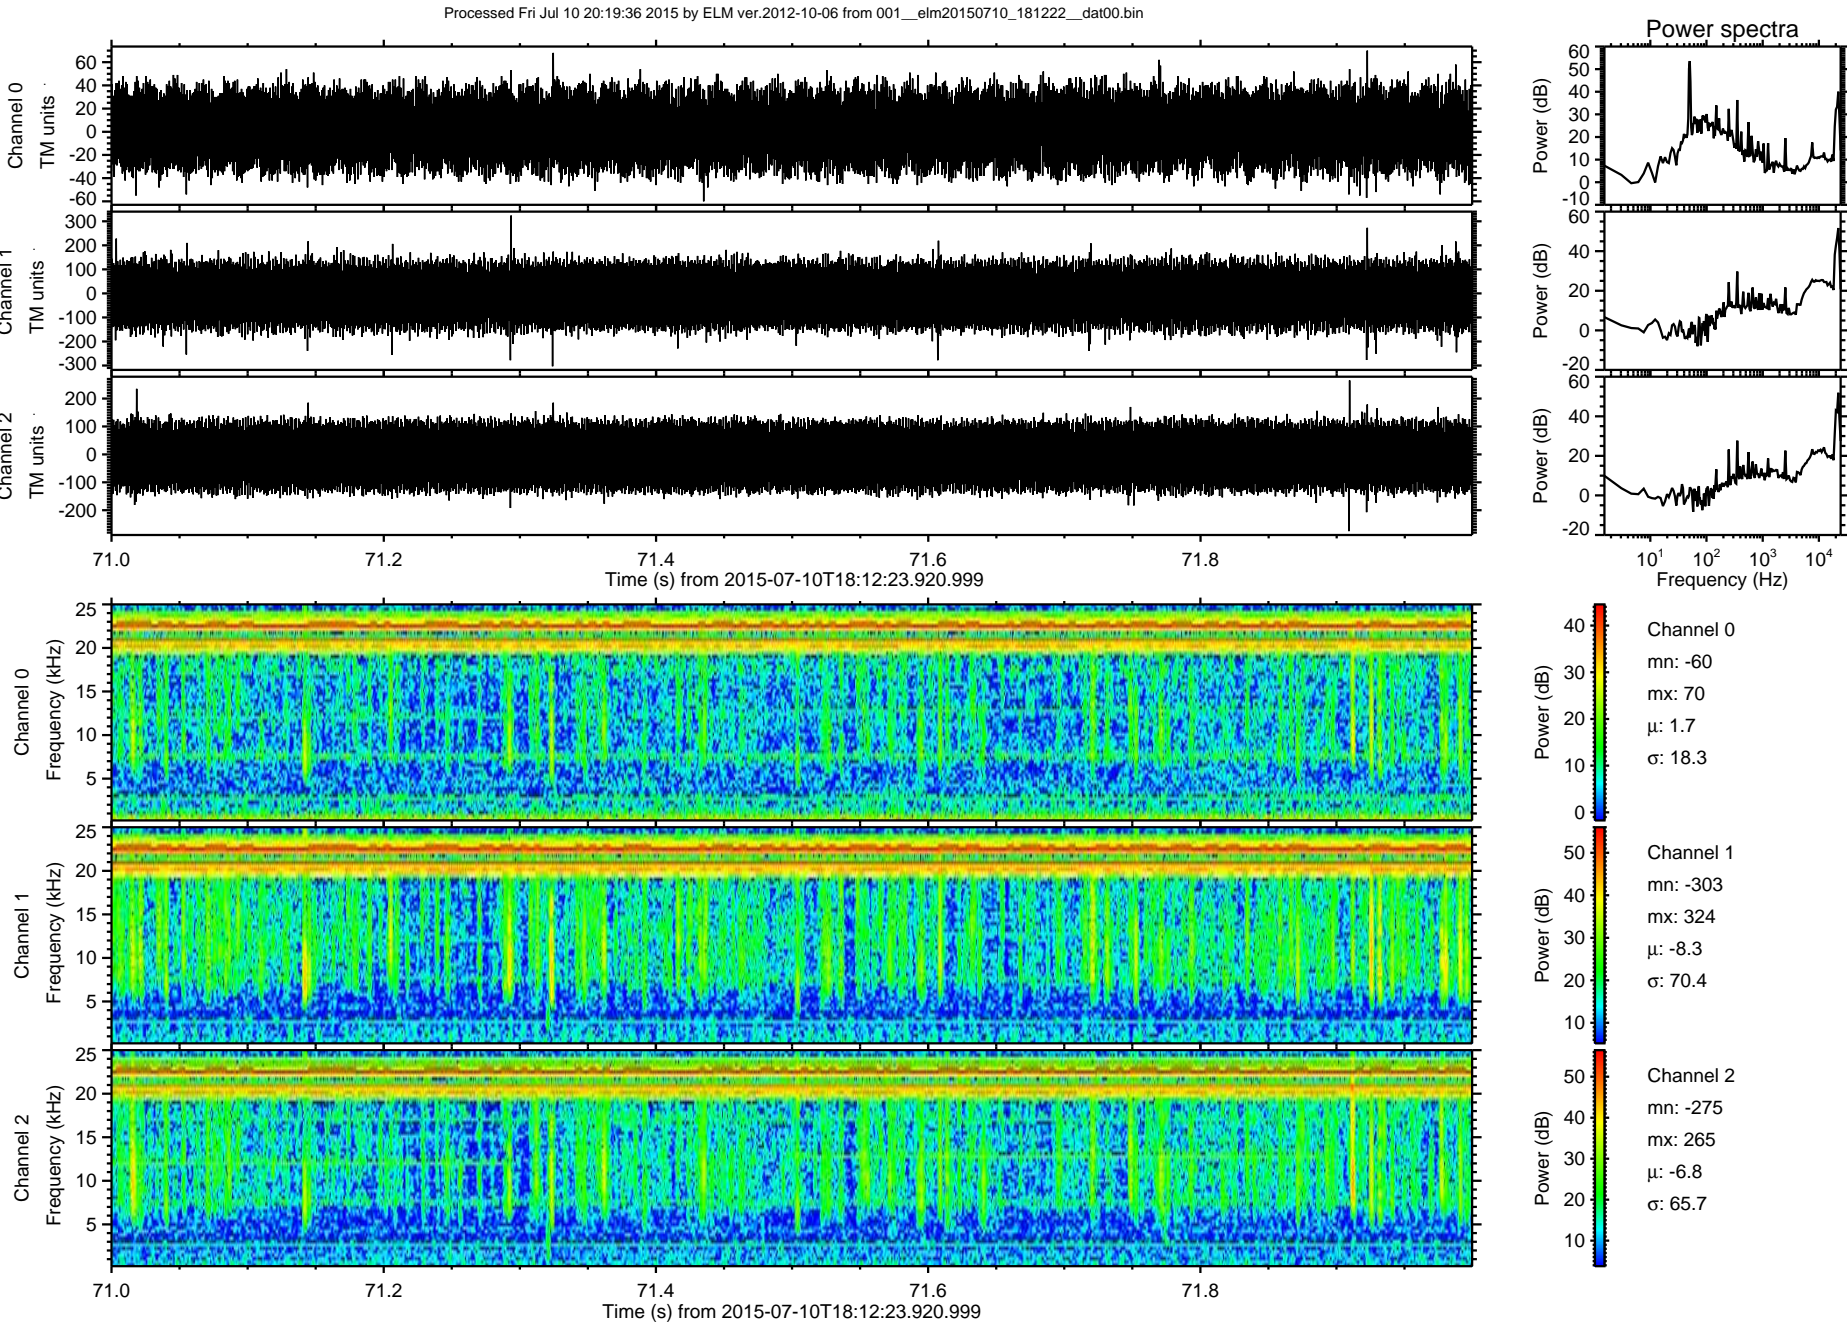 Processed Fri Jul 10 20:19:36 2015 by ELM ver.2012-10-06 from 001__elm20150710_181222__dat00.bin
Power spectra
Channel 0
TM units
60
40
20
0
-20
-40
-60
Power (dB)
60
50
40
30
20
10
0
-10
Channel 1
TM units
300
200
100
0
-100
-200
-300
Power (dB)
60
40
20
0
-20
Channel 2
TM units
200
100
0
-100
-200
Power (dB)
60
40
20
0
-20
71.0 71.2 71.4 71.6 71.8
Time (s) from 2015-07-10T18:12:23.920.999
10^1 10^2 10^3 10^4
Frequency (Hz)
Channel 0
Frequency (kHz)
25
20
15
10
5
Power (dB)
40
30
20
10
0
Channel 0
mn: -60
mx: 70
μ: 1.7
σ: 18.3
Channel 1
Frequency (kHz)
25
20
15
10
5
Power (dB)
50
40
30
20
10
Channel 1
mn: -303
mx: 324
μ: -8.3
σ: 70.4
Channel 2
Frequency (kHz)
25
20
15
10
5
Power (dB)
50
40
30
20
10
Channel 2
mn: -275
mx: 265
μ: -6.8
σ: 65.7
71.0 71.2 71.4 71.6 71.8
Time (s) from 2015-07-10T18:12:23.920.999